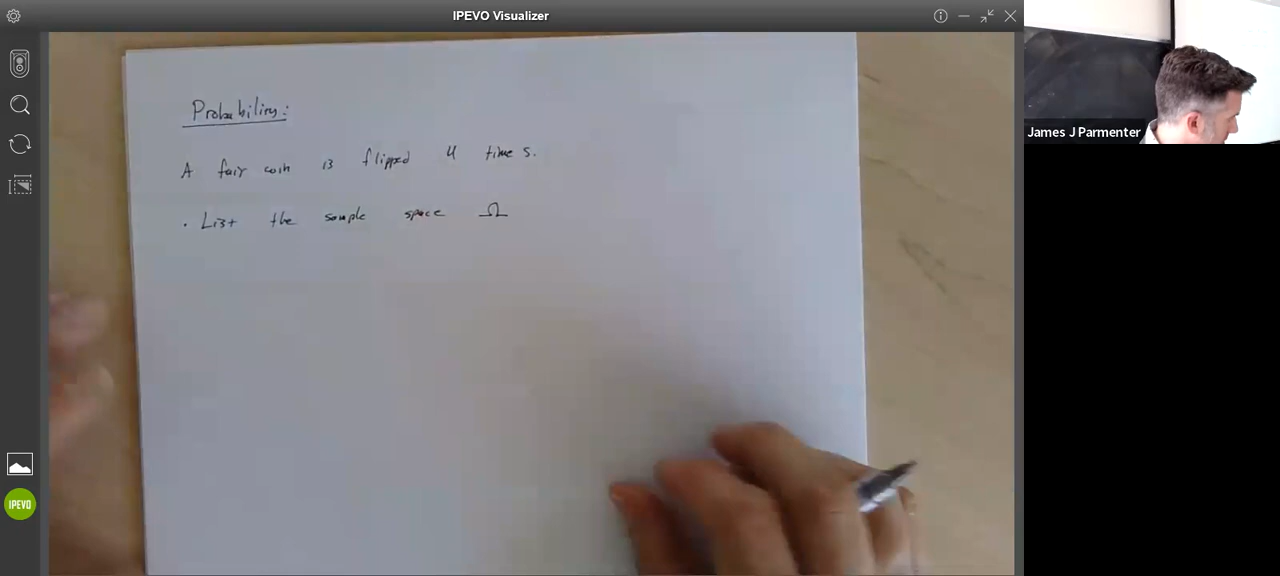 IPEVO Visualizer
James J Parmenter
Probability:
A fair coin is flipped 4 times.
· List the sample space Ω
IPEVO